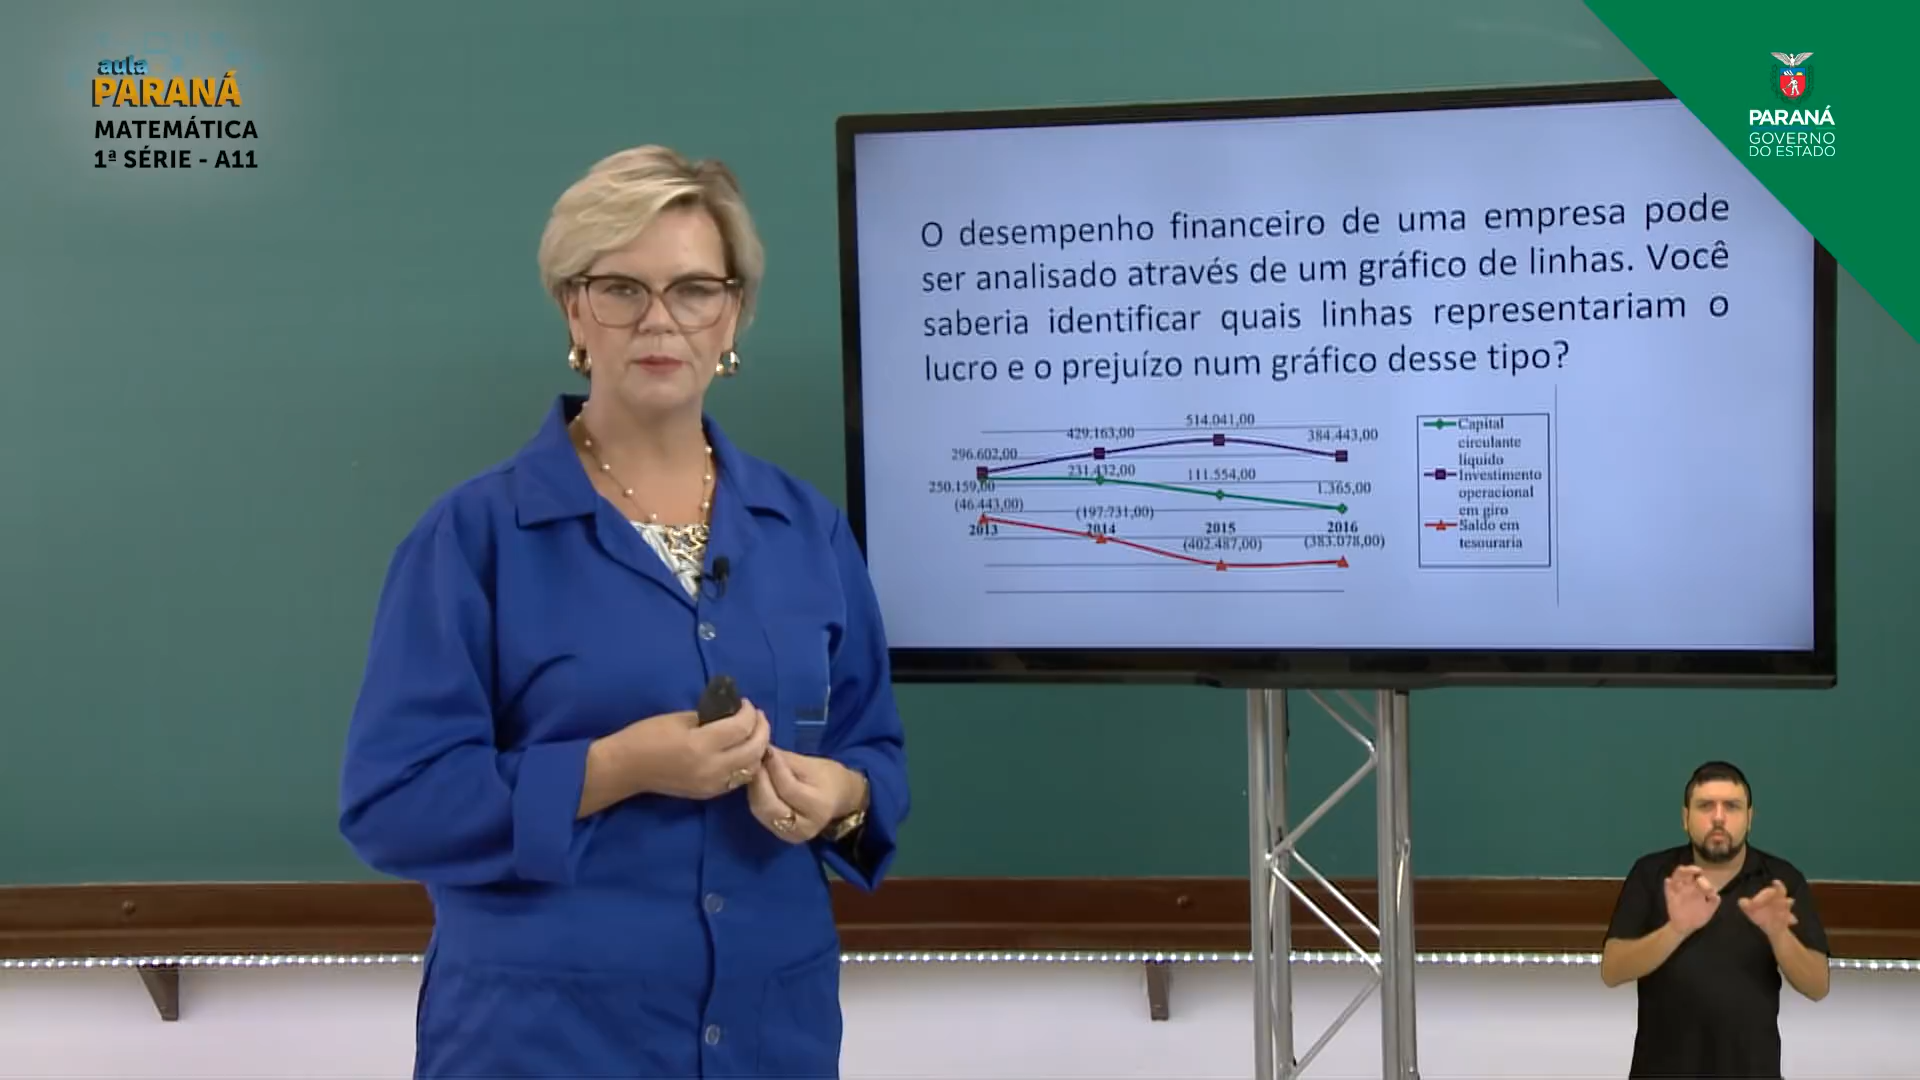 aula
PARANÁ
MATEMÁTICA
1ª SÉRIE - A11
PARANÁ
GOVERNO
DO ESTADO
O desempenho financeiro de uma empresa pode
ser analisado através de um gráfico de linhas. Você
saberia identificar quais linhas representariam o
lucro e o prejuízo num gráfico desse tipo?
296.602,00
429.163,00
514.041,00
384.443,00
250.159,00
231.432,00
111.554,00
1.365,00
(46.443,00)
(197.731,00)
(402.487,00)
(383.078,00)
2013
2014
2015
2016
Capital
circulante
líquido
Investimento
operacional
em giro
Saldo em
tesouraria